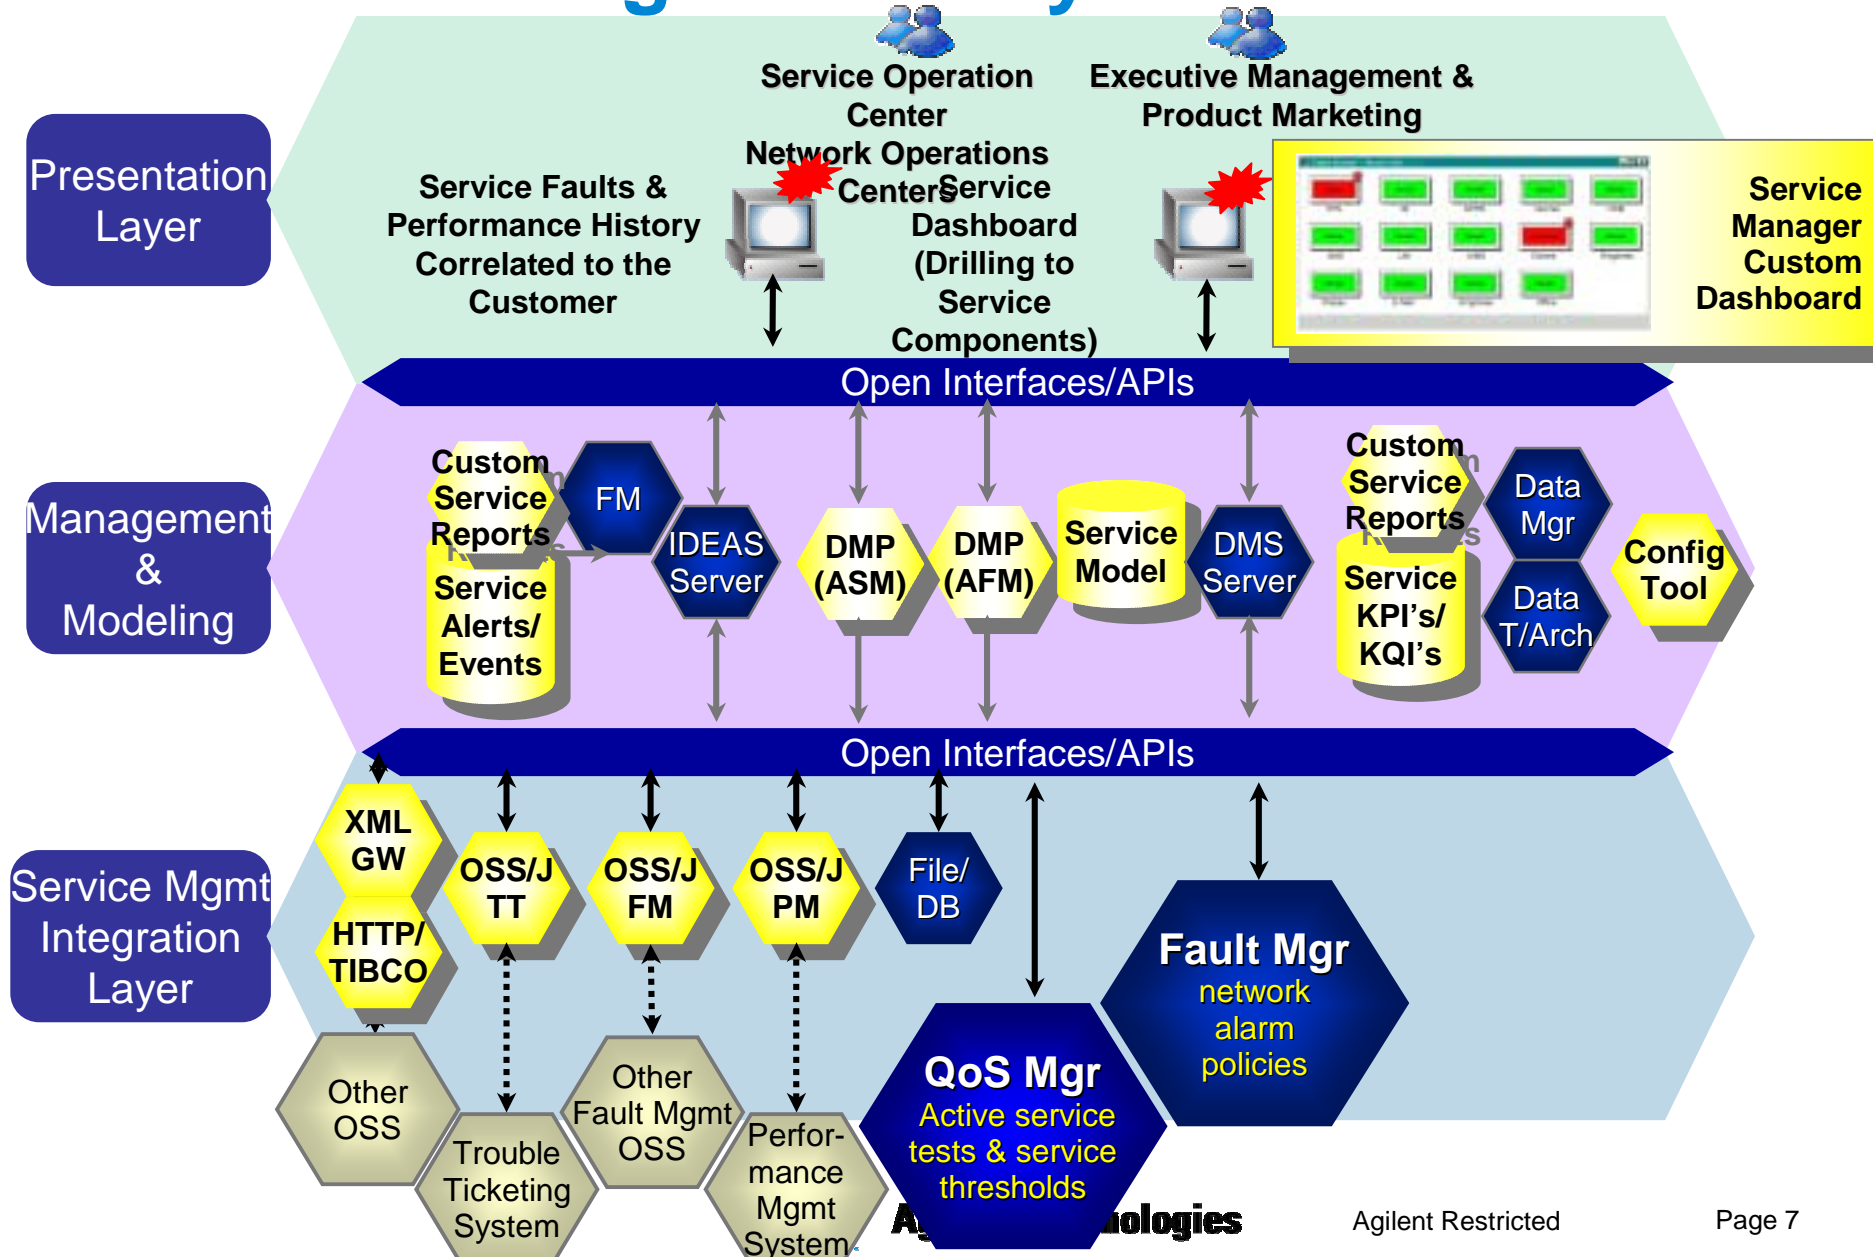 Service Operation
Center
Network Operations
Centers
Executive Management &
Product Marketing
Presentation
Layer
Service Faults &
Performance History
Correlated to the
Customer
Service
Dashboard
(Drilling to
Service
Components)
Service
Manager
Custom
Dashboard
Open Interfaces/APIs
Management
&
Modeling
Custom
Service
Reports
FM
IDEAS
Server
Service
Alerts/
Events
DMP
(ASM)
DMP
(AFM)
Service
Model
DMS
Server
Custom
Service
Reports
Service
KPI's/
KQI's
Data
Mgr
Data
T/Arch
Config
Tool
Open Interfaces/APIs
Service Mgmt
Integration
Layer
XML
GW
HTTP/
TIBCO
OSS/J
TT
OSS/J
FM
OSS/J
PM
File/
DB
Fault Mgr
network
alarm
policies
QoS Mgr
Active service
tests & service
thresholds
Other
OSS
Trouble
Ticketing
System
Other
Fault Mgmt
OSS
Perfor-
mance
Mgmt
System
Agilent Restricted
Page 7